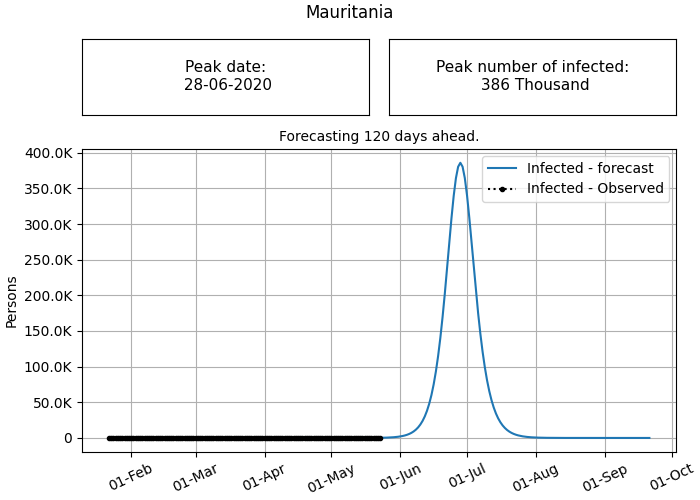 Mauritania
Peak date:
28-06-2020
Peak number of infected:
386 Thousand
Forecasting 120 days ahead.
400.0K
350.0K
300.0K
250.0K
200.0K
150.0K
100.0K
50.0K
0
Persons
Infected - forecast
Infected - Observed
01-Feb
01-Mar
01-Apr
01-May
01-Jun
01-Jul
01-Aug
01-Sep
01-Oct